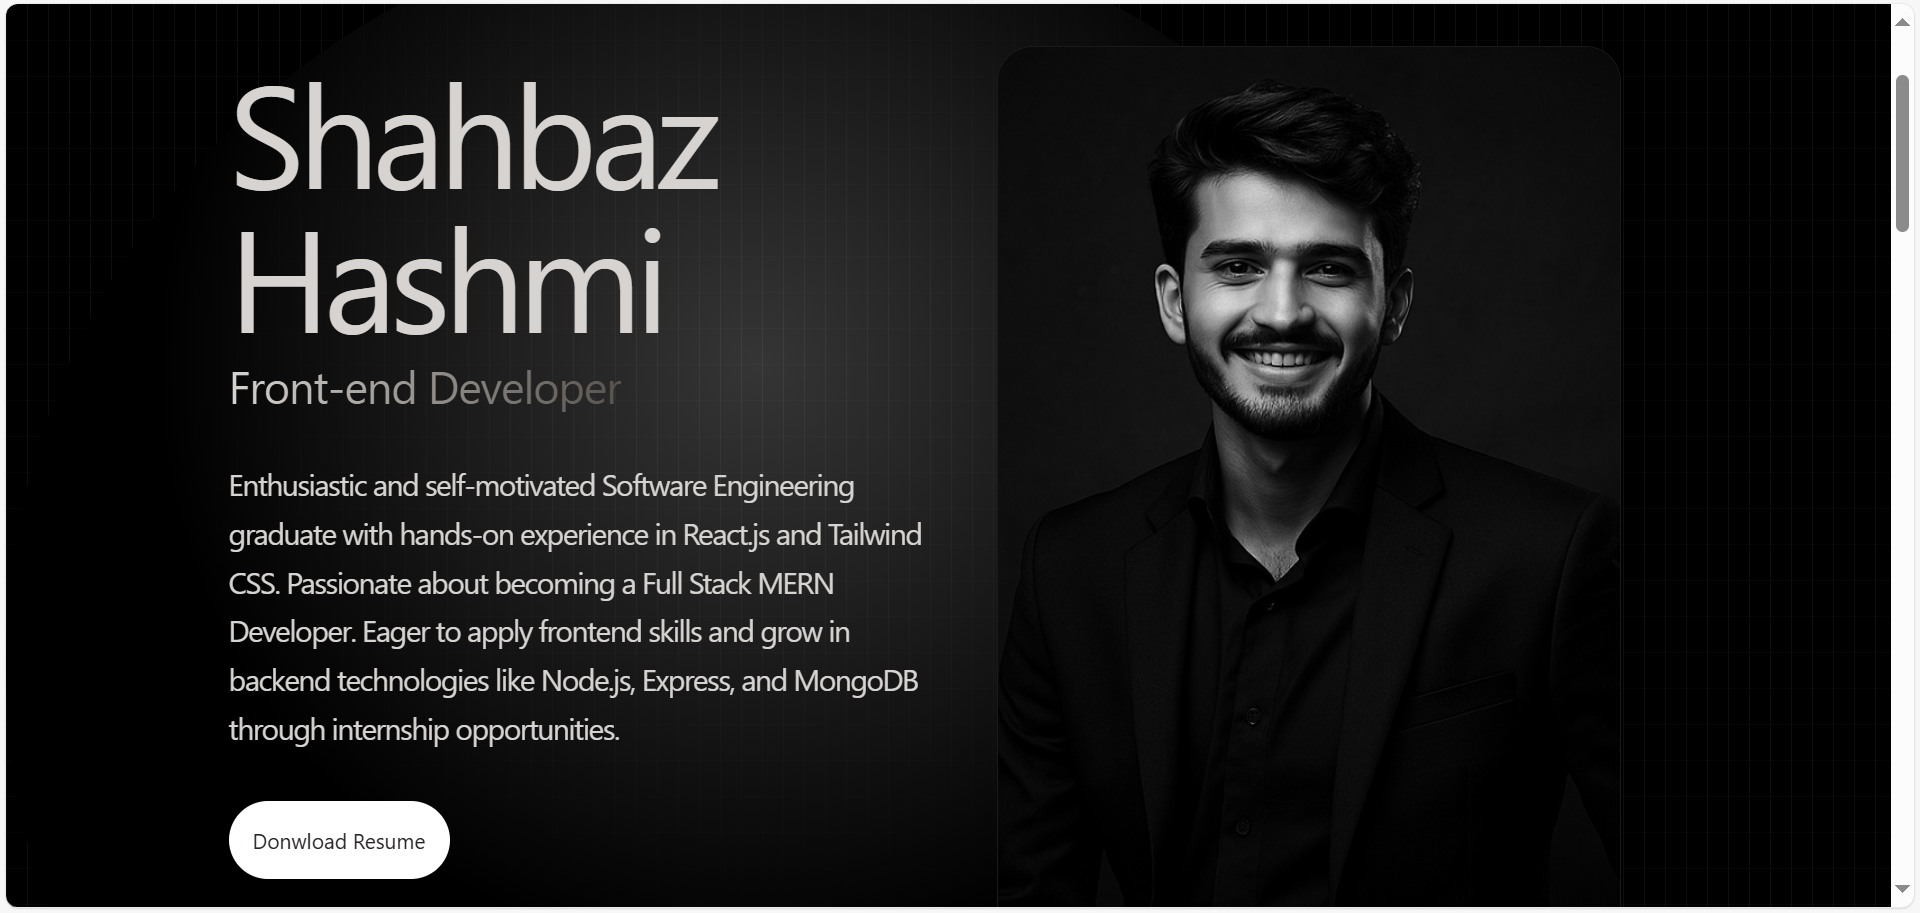 Shahbaz
Hashmi
Front-end Developer
Enthusiastic and self-motivated Software Engineering
graduate with hands-on experience in React.js and Tailwind
CSS. Passionate about becoming a Full Stack MERN
Developer. Eager to apply frontend skills and grow in
backend technologies like Node.js, Express, and MongoDB
through internship opportunities.
Donwload Resume